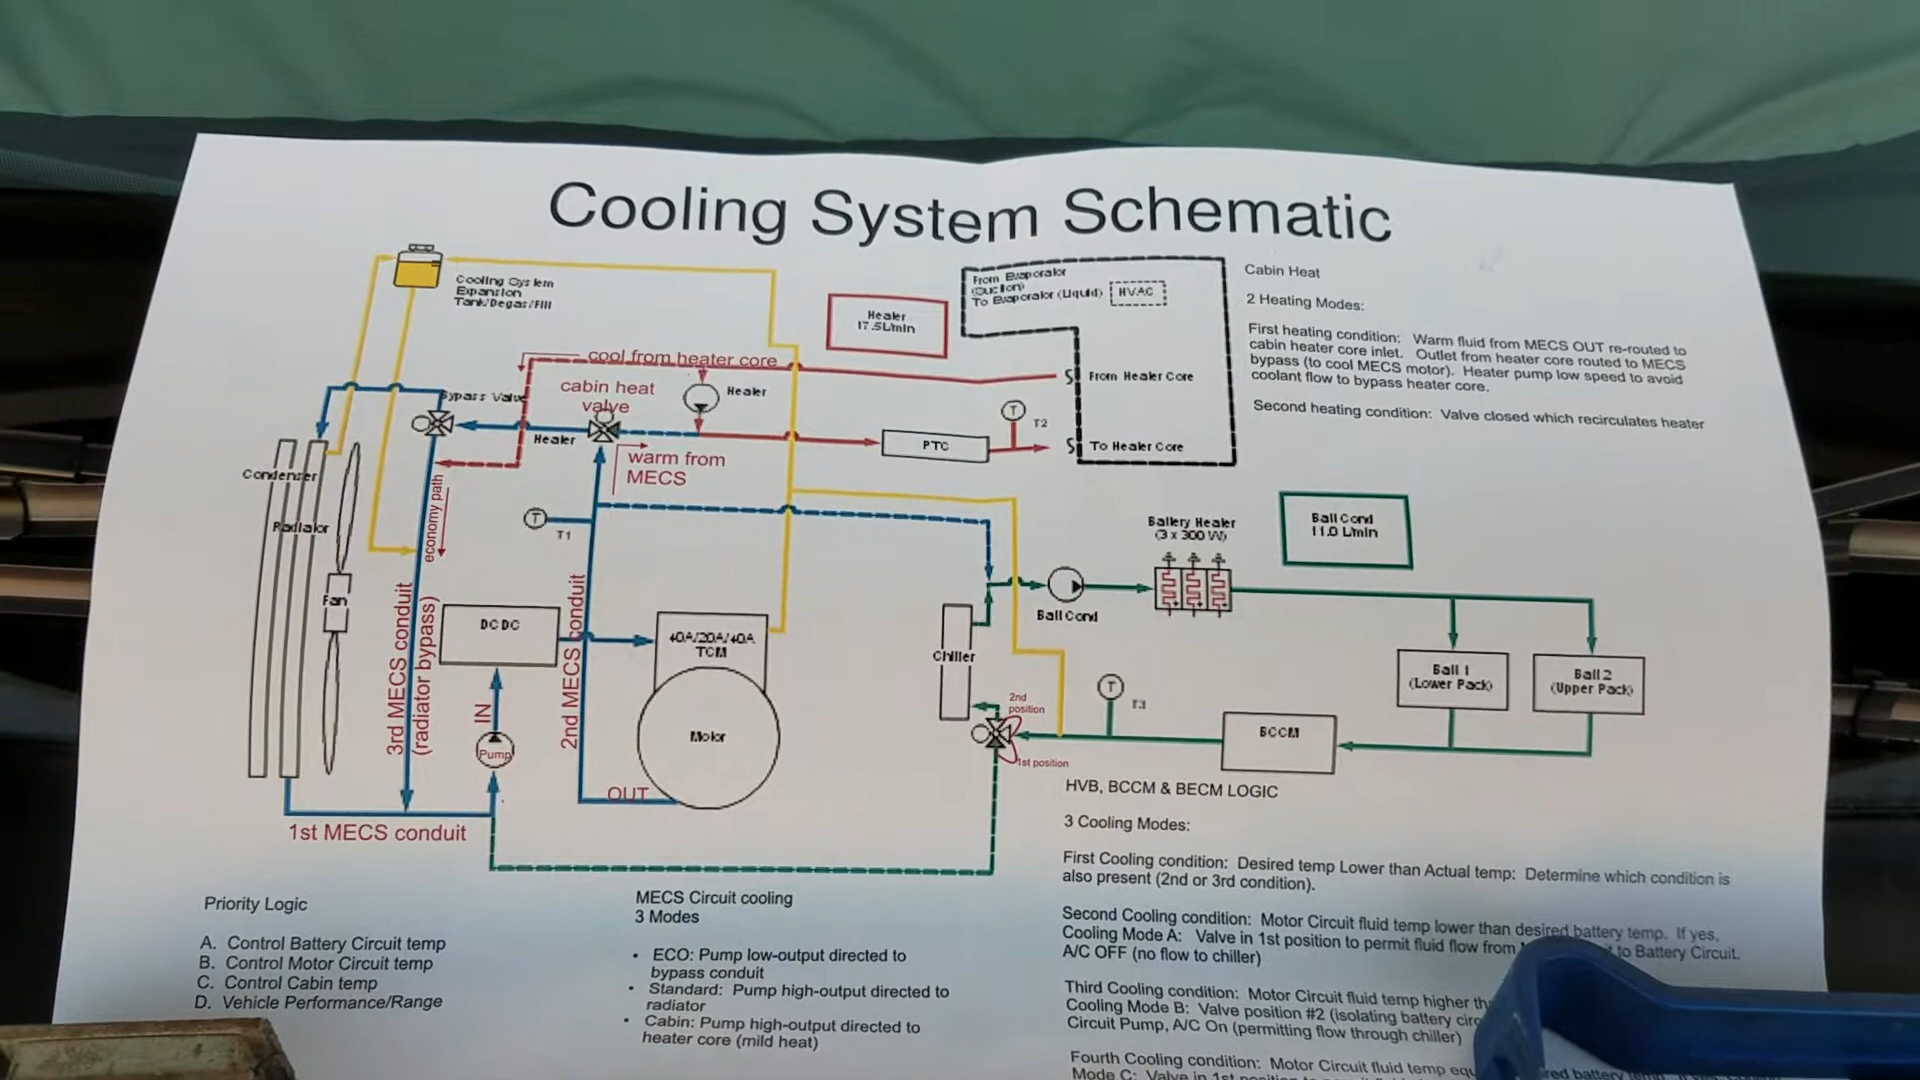 Cooling System Schematic
Cooling System
Expansion
Tank/Degas/Fill
Heater
17.5L/min
From Evaporator
(Suction)
To Evaporator (Liquid)
HVAC
Cabin Heat
2 Heating Modes:
First heating condition: Warm fluid from MECS OUT re-routed to
cabin heater core inlet. Outlet from heater core routed to MECS
bypass (to cool MECS motor). Heater pump low speed to avoid
coolant flow to bypass heater core.
Second heating condition: Valve closed which recirculates heater
cool from heater core
cabin heat
valve
Heater
From Heater Core
Bypass Valve
Heater
T
T2
PTC
To Heater Core
warm from
MECS
Condenser
Radiator
Fan
economy path
T
T1
Batt Cond
11.0 L/min
Battery Heater
(3 x 300 W)
Batt Cond
DCDC
40A/20A/40A
TCM
Motor
Chiller
Batt 1
(Lower Pack)
Batt 2
(Upper Pack)
3rd MECS conduit
(radiator bypass)
IN
Pump
2nd MECS conduit
OUT
2nd
position
1st position
T
T3
BCCM
1st MECS conduit
HVB, BCCM & BECM LOGIC
3 Cooling Modes:
First Cooling condition: Desired temp Lower than Actual temp: Determine which condition is
also present (2nd or 3rd condition).
Second Cooling condition: Motor Circuit fluid temp lower than desired battery temp. If yes,
Cooling Mode A: Valve in 1st position to permit fluid flow from to Battery Circuit.
A/C OFF (no flow to chiller)
Third Cooling condition: Motor Circuit fluid temp higher
Cooling Mode B: Valve position #2 (isolating battery
Circuit Pump, A/C On (permitting flow through chiller)
Fourth Cooling condition: Motor Circuit fluid temp battery
Mode C: Valve in 1st
Priority Logic
A. Control Battery Circuit temp
B. Control Motor Circuit temp
C. Control Cabin temp
D. Vehicle Performance/Range
MECS Circuit cooling
3 Modes
• ECO: Pump low-output directed to
bypass conduit
• Standard: Pump high-output directed to
radiator
• Cabin: Pump high-output directed to
heater core (mild heat)